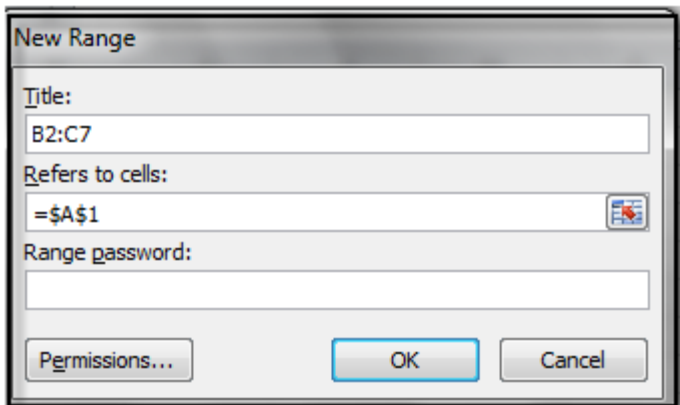 New Range
Title:
B2:C7
Refers to cells:
=$A$1
Range password:
Permissions... OK Cancel